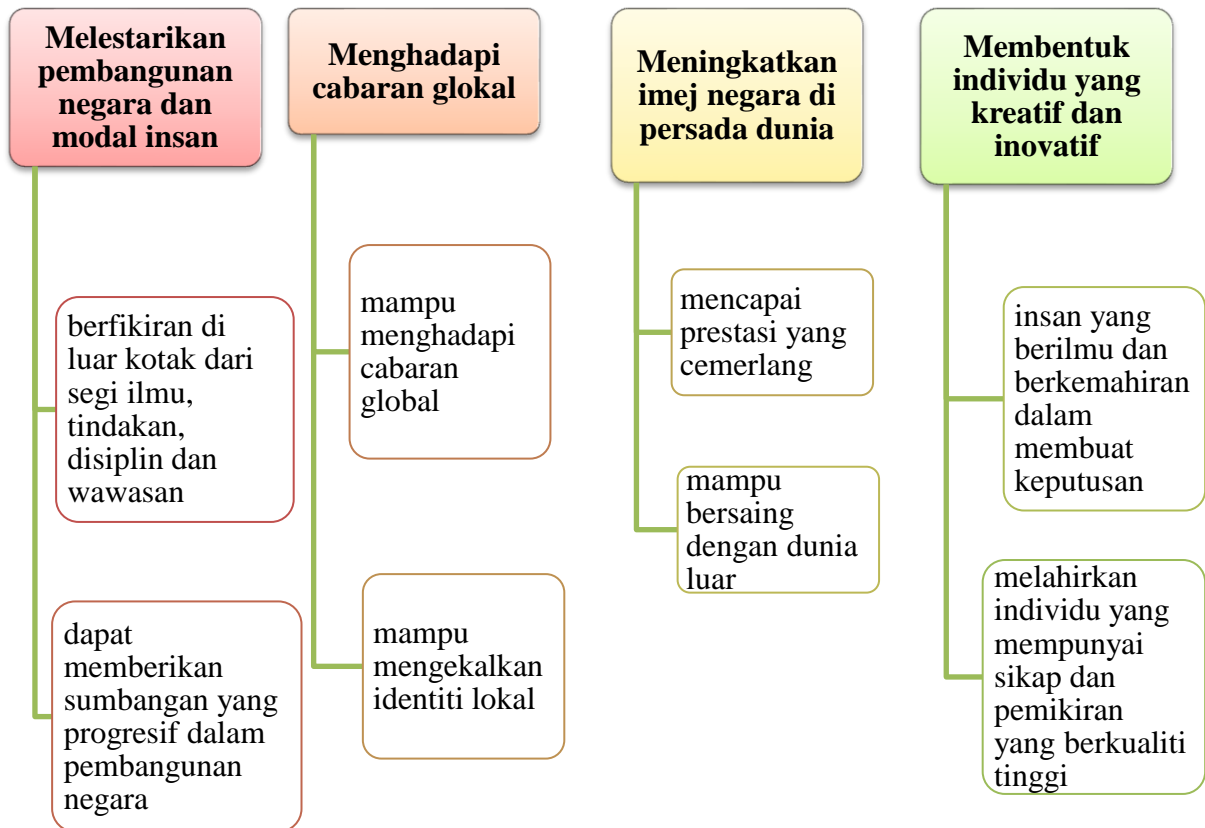 Melestarikan
pembangunan
negara dan
modal insan
berfikiran di
luar kotak dari
segi ilmu,
tindakan,
disiplin dan
wawasan
dapat
memberikan
sumbangan yang
progresif dalam
pembangunan
negara
Menghadapi
cabaran glokal
mampu
menghadapi
cabaran
global
mampu
mengekalkan
identiti lokal
Meningkatkan
imej negara di
persada dunia
mencapai
prestasi yang
cemerlang
mampu
bersaing
dengan dunia
luar
Membentuk
individu yang
kreatif dan
inovatif
insan yang
berilmu dan
berkemahiran
dalam
membuat
keputusan
melahirkan
individu yang
mempunyai
sikap dan
pemikiran
yang berkualiti
tinggi